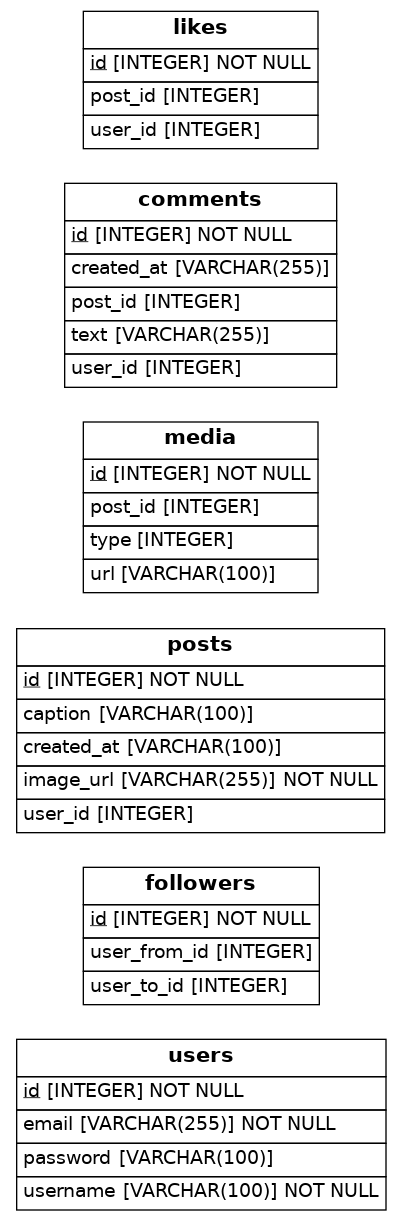 likes
id [INTEGER] NOT NULL
post_id [INTEGER]
user_id [INTEGER]
comments
id [INTEGER] NOT NULL
created_at [VARCHAR(255)]
post_id [INTEGER]
text [VARCHAR(255)]
user_id [INTEGER]
media
id [INTEGER] NOT NULL
post_id [INTEGER]
type [INTEGER]
url [VARCHAR(100)]
posts
id [INTEGER] NOT NULL
caption [VARCHAR(100)]
created_at [VARCHAR(100)]
image_url [VARCHAR(255)] NOT NULL
user_id [INTEGER]
followers
id [INTEGER] NOT NULL
user_from_id [INTEGER]
user_to_id [INTEGER]
users
id [INTEGER] NOT NULL
email [VARCHAR(255)] NOT NULL
password [VARCHAR(100)]
username [VARCHAR(100)] NOT NULL